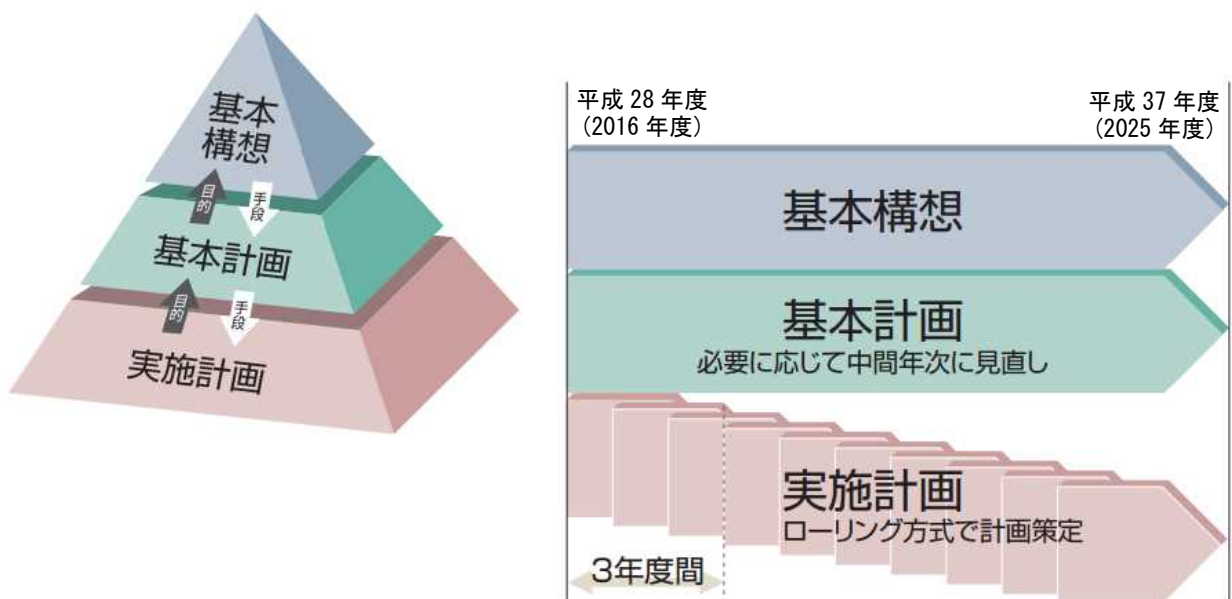 基本
構想
目的
手段
基本計画
目的
手段
実施計画
平成 28 年度
(2016 年度)
平成 37 年度
(2025 年度)
基本構想
基本計画
必要に応じて中間年次に見直し
実施計画
ローリング方式で計画策定
3年度間